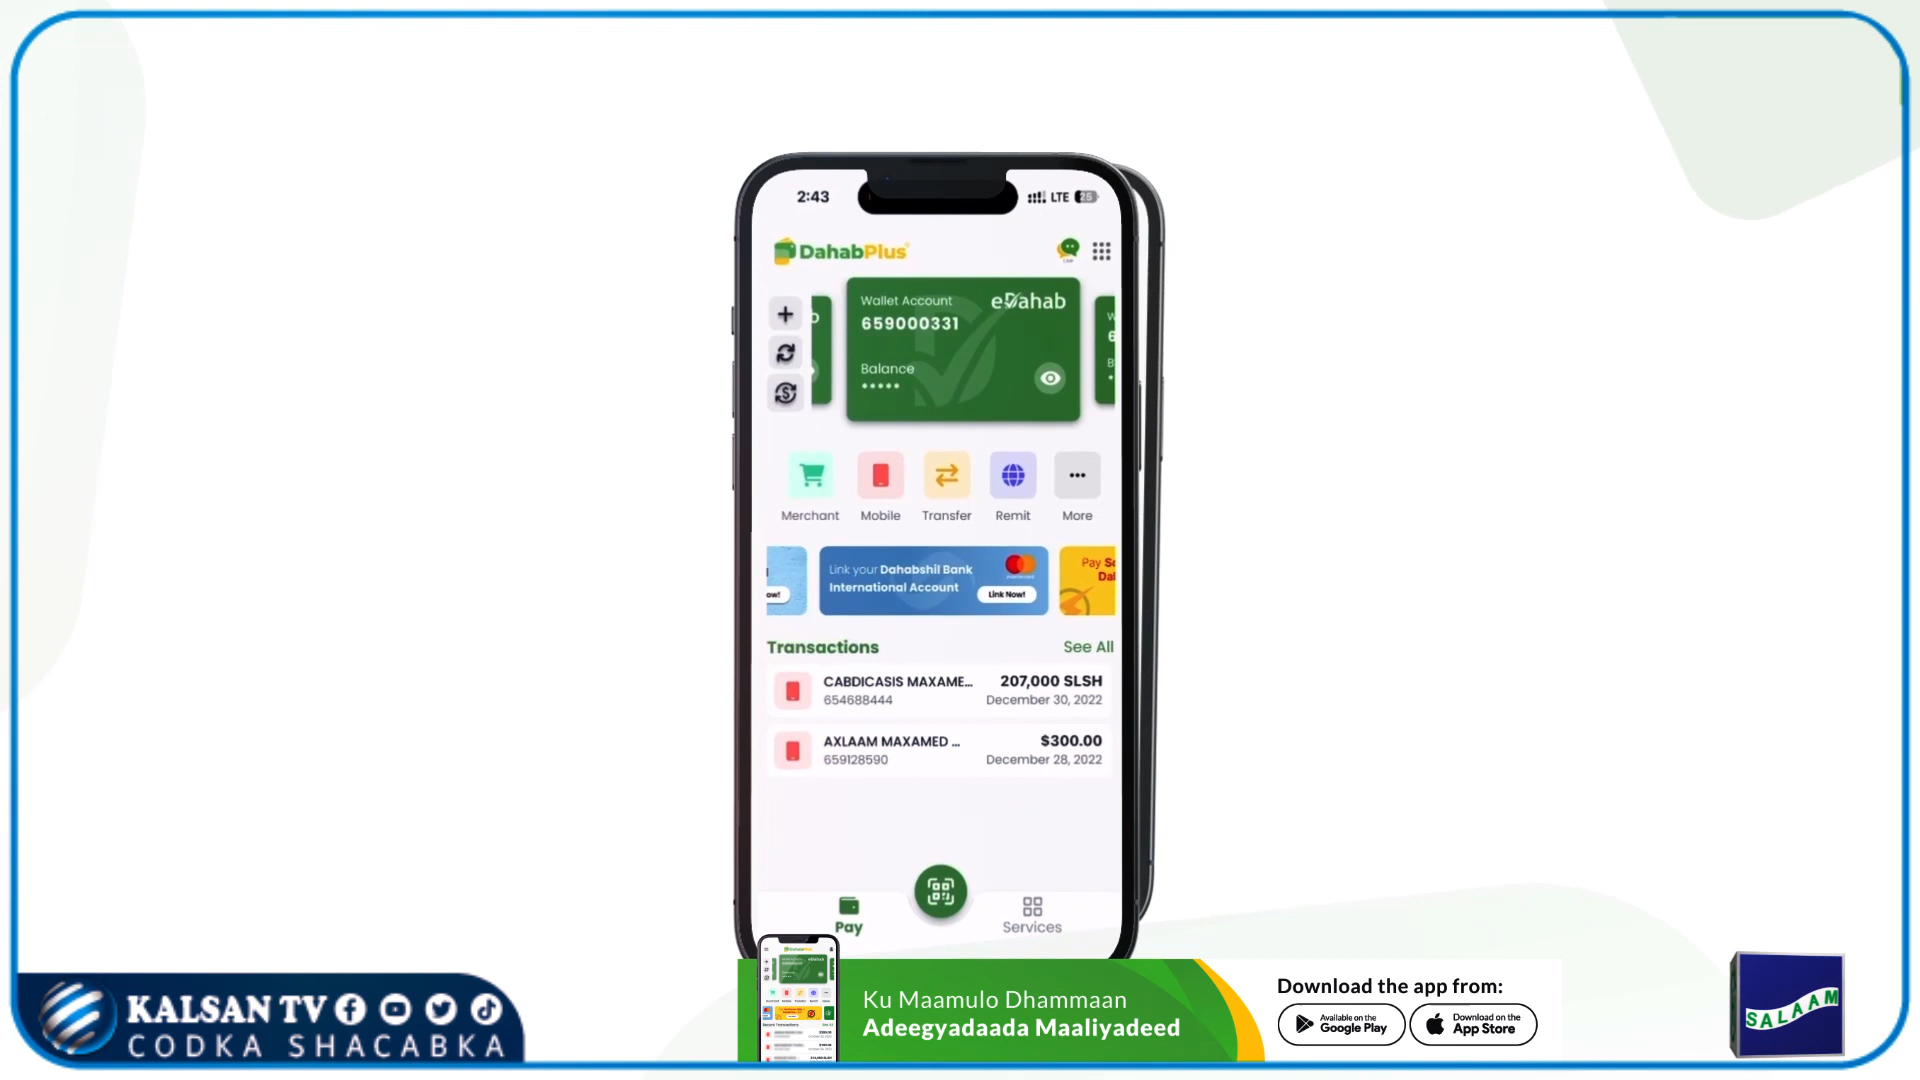 2:43
LTE
25
DahabPlus
Wallet Account
eDahab
659000331
Balance
*****
Merchant
Mobile
Transfer
Remit
More
ow!
Link your Dahabshil Bank
International Account
Link Now!
Pay
Transactions
See All
CABDICASIS MAXAME...
207,000 SLSH
654688444
December 30, 2022
AXLAAM MAXAMED ...
$300.00
659128590
December 28, 2022
Pay
Services
KALSAN TV
CODKA SHACABKA
Ku Maamulo Dhammaan
Adeegyadaada Maaliyadeed
Download the app from:
Available on the
Google Play
Download on the
App Store
SALAAM